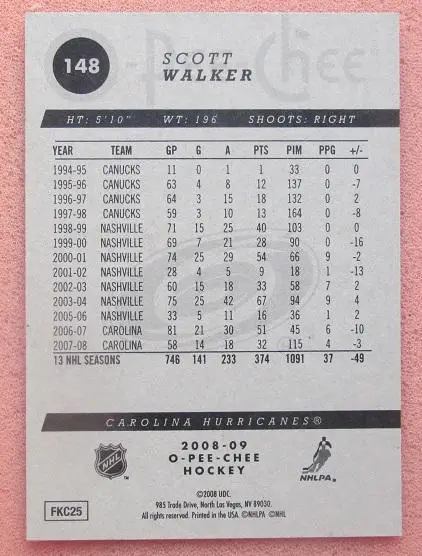 O-Pee-Chee
148
SCOTT
WALKER
HT: 5'10" WT: 196 SHOOTS: RIGHT
YEAR TEAM GP G A PTS PIM PPG +/-
1994-95 CANUCKS 11 0 1 1 33 0 0
1995-96 CANUCKS 63 4 8 12 137 0 -7
1996-97 CANUCKS 64 3 15 18 132 0 2
1997-98 CANUCKS 59 3 10 13 164 0 -8
1998-99 NASHVILLE 71 15 25 40 103 0 0
1999-00 NASHVILLE 69 7 21 28 90 0 -16
2000-01 NASHVILLE 74 25 29 54 66 9 -2
2001-02 NASHVILLE 28 4 5 9 18 1 -13
2002-03 NASHVILLE 60 15 18 33 58 7 2
2003-04 NASHVILLE 75 25 42 67 94 9 4
2005-06 NASHVILLE 33 5 11 16 36 1 2
2006-07 CAROLINA 81 21 30 51 45 6 -10
2007-08 CAROLINA 58 14 18 32 115 4 -3
13 NHL SEASONS 746 141 233 374 1091 37 -49
CAROLINA HURRICANES®
2008-09
O-PEE-CHEE
HOCKEY
NHL ™
NHLPA®
©2008 UDC.
985 Trade Drive, North Las Vegas, NV 89030.
All rights reserved. Printed in the USA. ©NHLPA ©NHL
FKC25